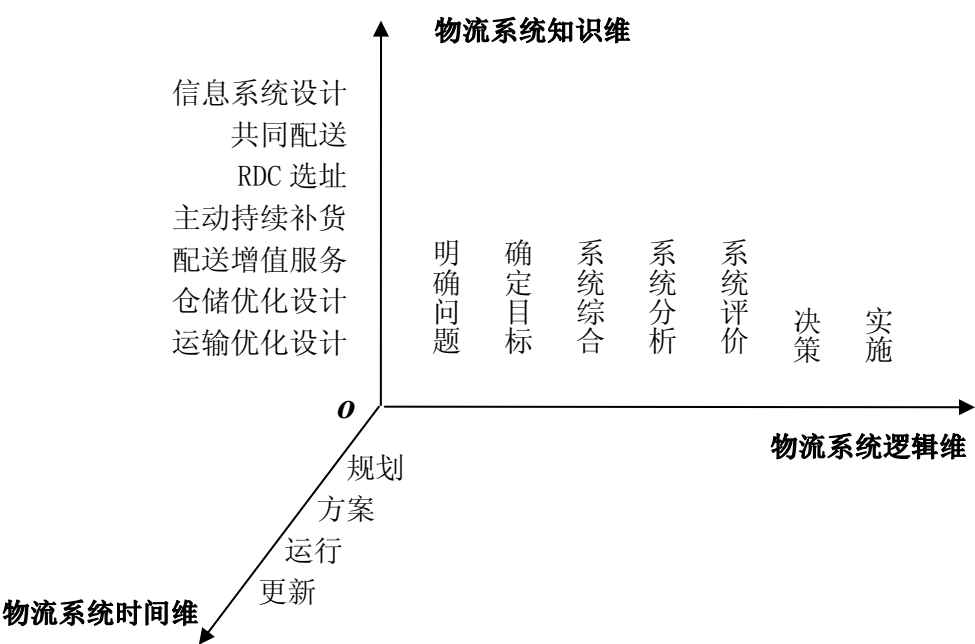 物流系统知识维
信息系统设计
共同配送
RDC 选址
主动持续补货
配送增值服务
仓储优化设计
运输优化设计
明确问题
确定目标
系统综合
系统分析
系统评价
决策
实施
O
物流系统逻辑维
规划
方案
运行
更新
物流系统时间维